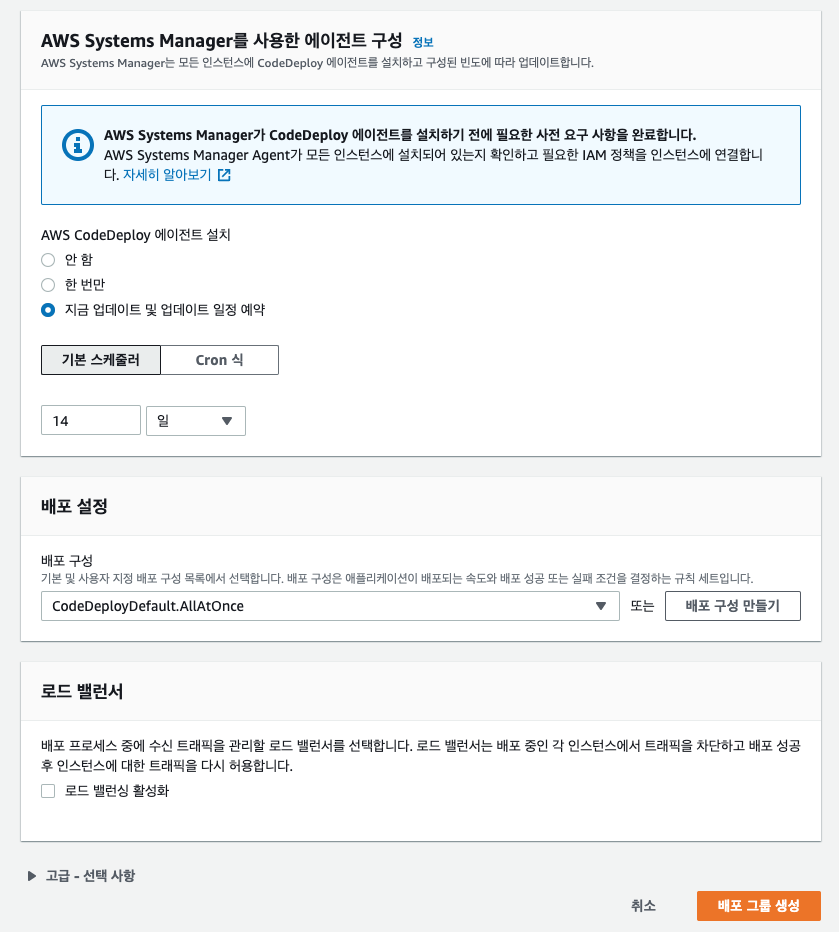 AWS Systems Manager를 사용한 에이전트 구성 정보
AWS Systems Manager는 모든 인스턴스에 CodeDeploy 에이전트를 설치하고 구성된 빈도에 따라 업데이트합니다.
AWS Systems Manager가 CodeDeploy 에이전트를 설치하기 전에 필요한 사전 요구 사항을 완료합니다.
AWS Systems Manager Agent가 모든 인스턴스에 설치되어 있는지 확인하고 필요한 IAM 정책을 인스턴스에 연결합니
다. 자세히 알아보기
AWS CodeDeploy 에이전트 설치
안 함
한 번만
지금 업데이트 및 업데이트 일정 예약
기본 스케줄러 Cron 식
14 일
배포 설정
배포 구성
기본 및 사용자 지정 배포 구성 목록에서 선택합니다. 배포 구성은 애플리케이션이 배포되는 속도와 배포 성공 또는 실패 조건을 결정하는 규칙 세트입니다.
CodeDeployDefault.AllAtOnce 또는 배포 구성 만들기
로드 밸런서
배포 프로세스 중에 수신 트래픽을 관리할 로드 밸런서를 선택합니다. 로드 밸런서는 배포 중인 각 인스턴스에서 트래픽을 차단하고 배포 성공
후 인스턴스에 대한 트래픽을 다시 허용합니다.
로드 밸런싱 활성화
고급 - 선택 사항
취소 배포 그룹 생성